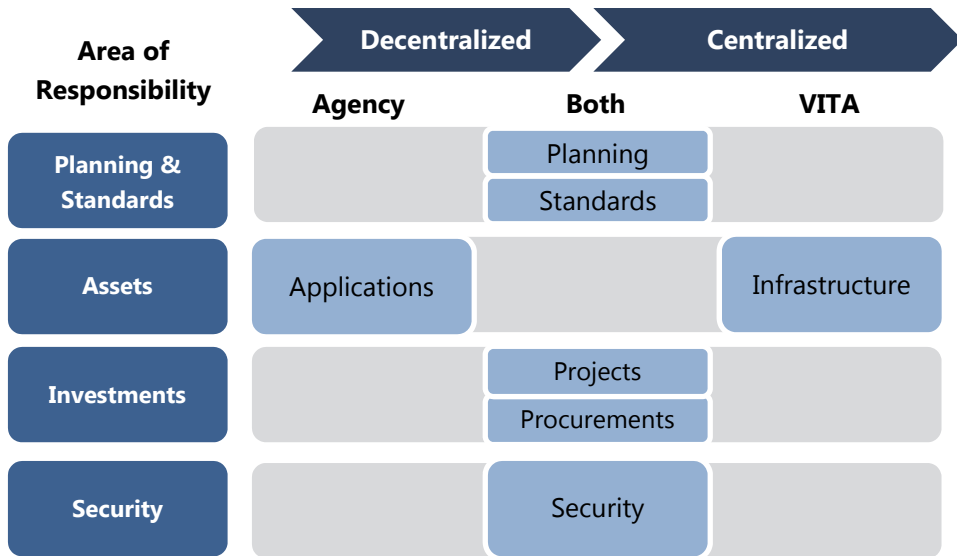 Decentralized
Centralized
Area of
Responsibility
Agency
Both
VITA
Planning &
Standards
Planning
Standards
Assets
Applications
Infrastructure
Investments
Projects
Procurements
Security
Security